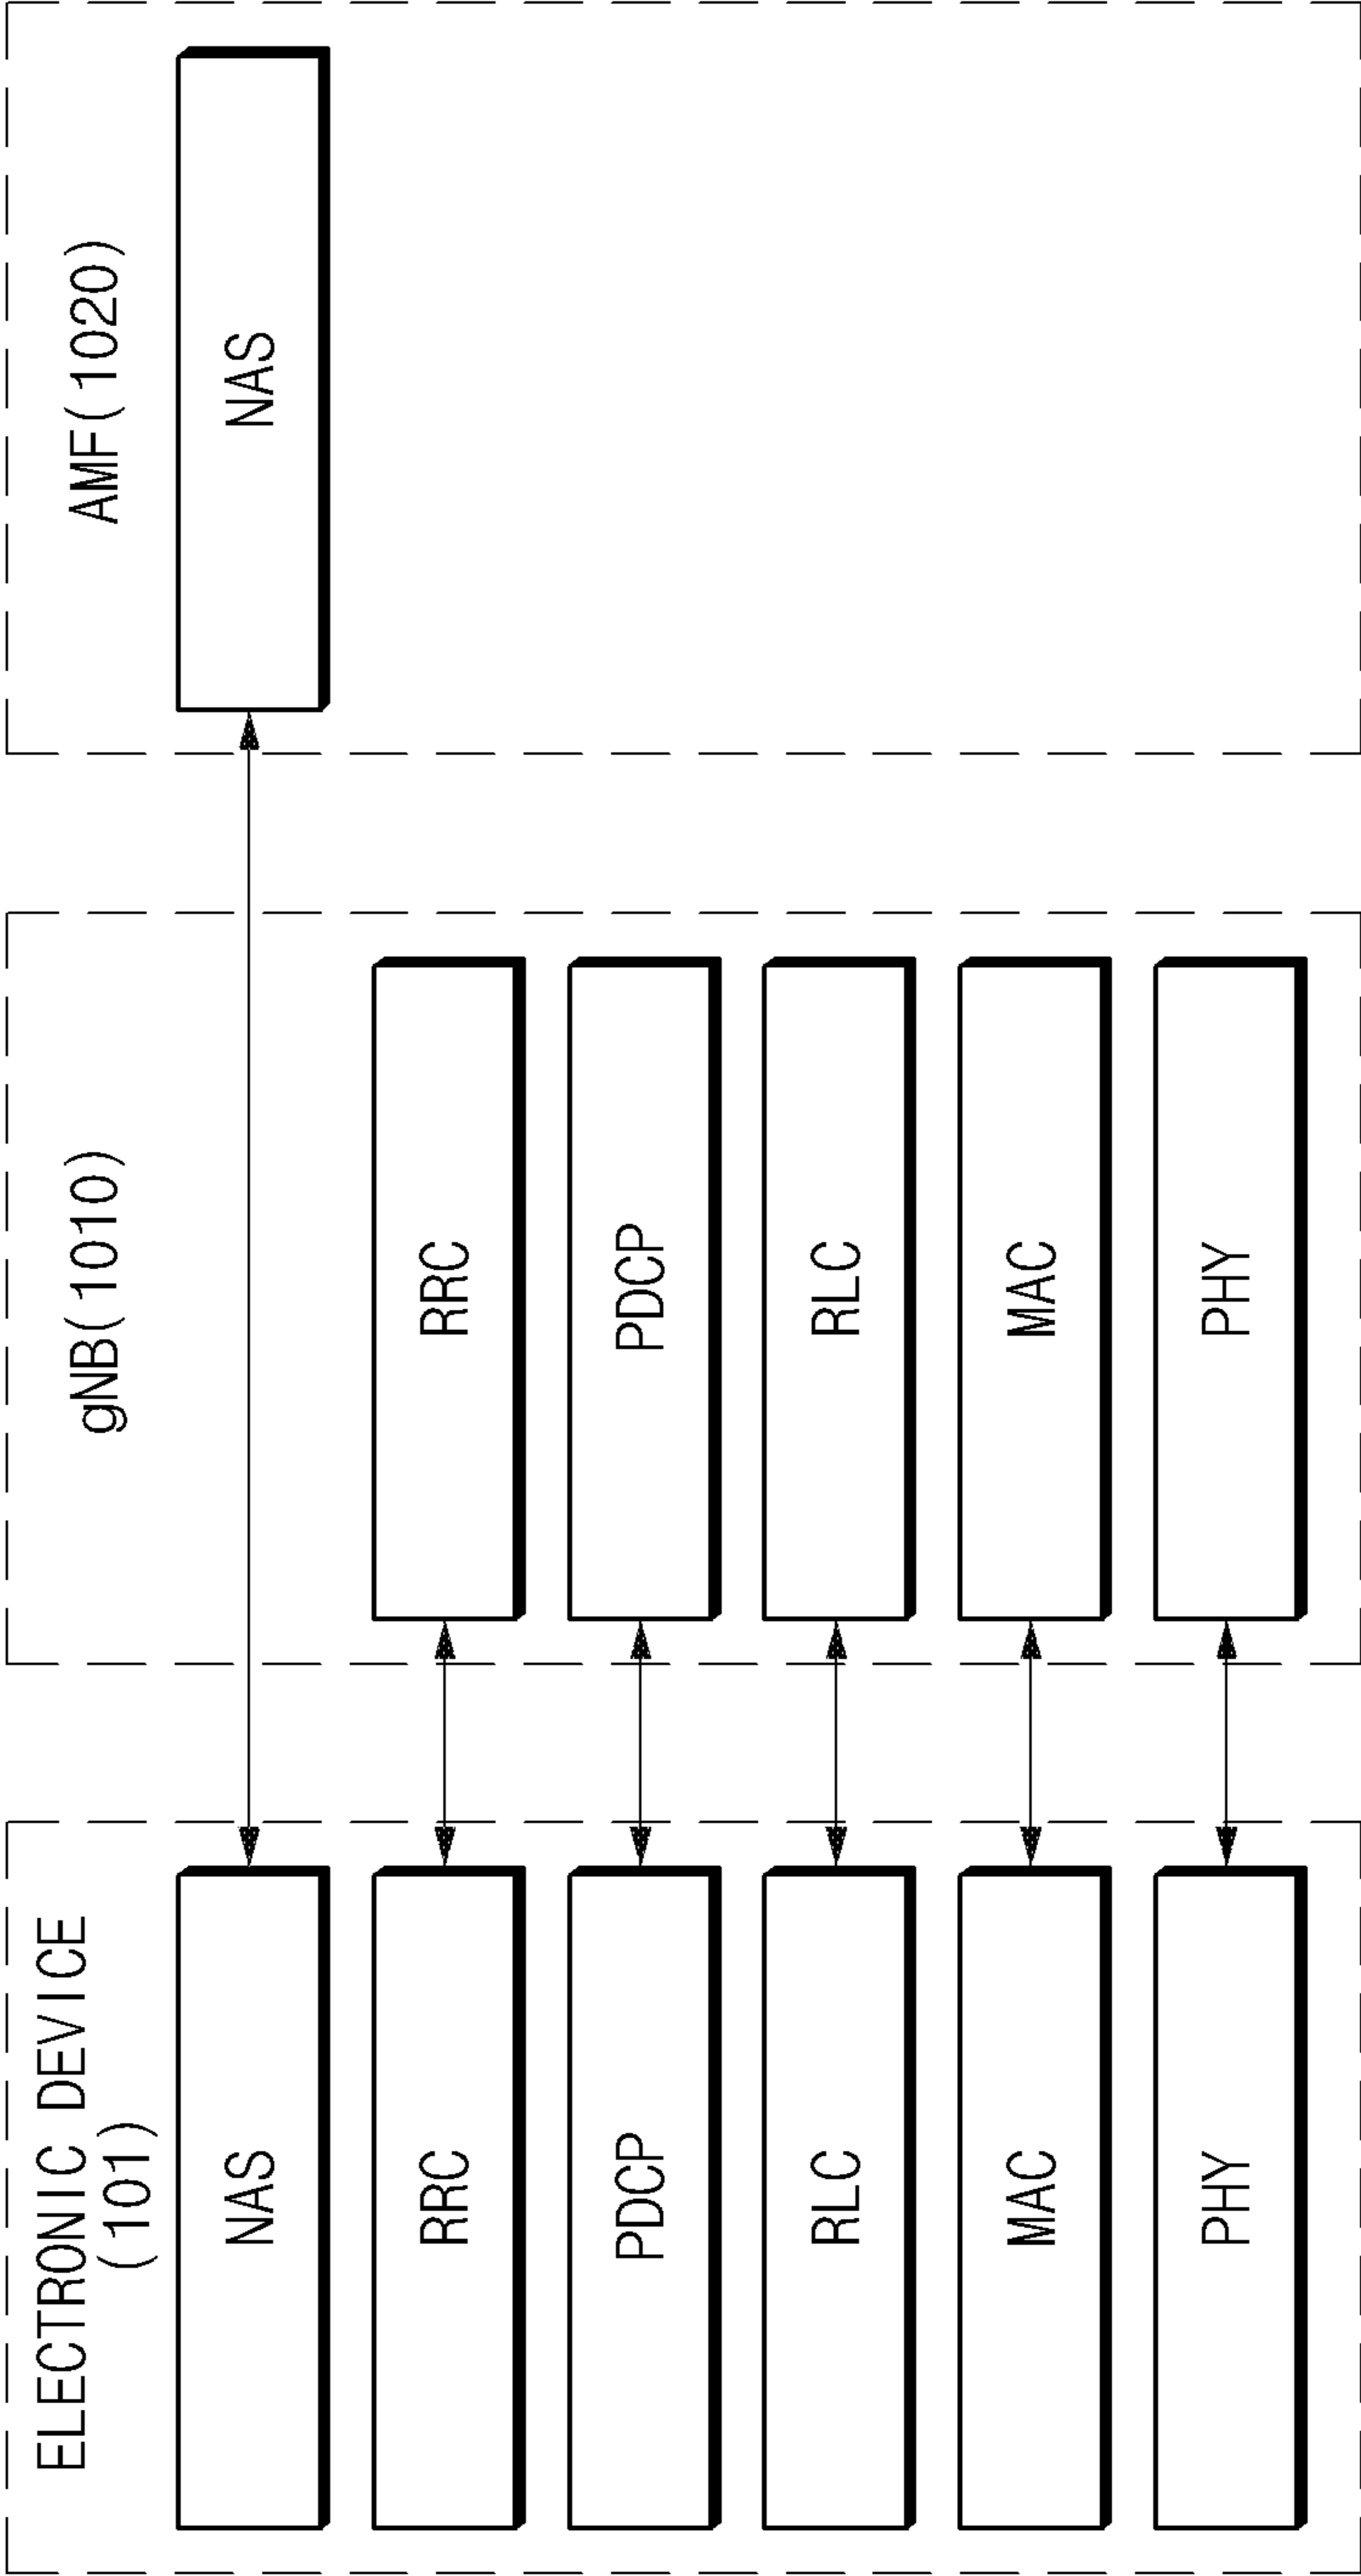 ELECTRONIC DEVICE
(101)
NAS
RRC
PDCP
RLC
MAC
PHY
gNB(1010)
RRC
PDCP
RLC
MAC
PHY
AMF(1020)
NAS